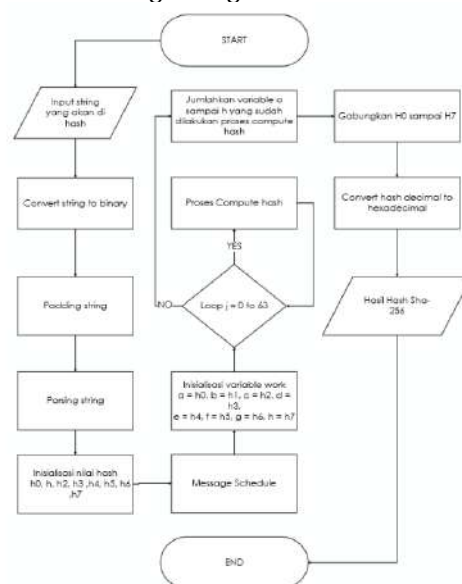 START
Input string
yang akan di
hash
Convert string to binary
Padding string
Parsing string
Inisialisasi nilai hash
h0, h, h2, h3 ,h4, h5, h6
,h7
Message Schedule
Inisialisasi variable work
a = h0, b = h1, c = h2, d =
h3,
e = h4, f = h5, g = h6, h = h7
Loop j = 0 to 63
YES
NO
Proses Compute hash
Jumlahkan variable a
sampai h yang sudah
dilakukan proses compute
hash
Gabungkan H0 sampai H7
Convert hash decimal to
hexadecimal
Hasil Hash Sha-
256
END